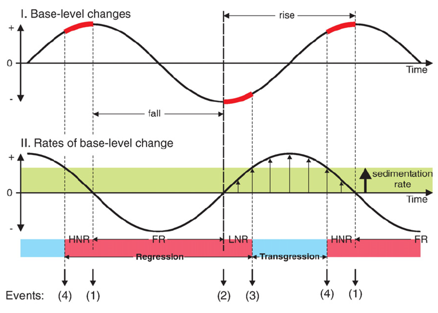 I. Base-level changes
rise
+
0
-
Time
fall
II. Rates of base-level change
+
sedimentation
rate
0
Time
-
HNR FR LNR HNR FR
Regression Transgression
Events: (4) (1) (2) (3) (4) (1)